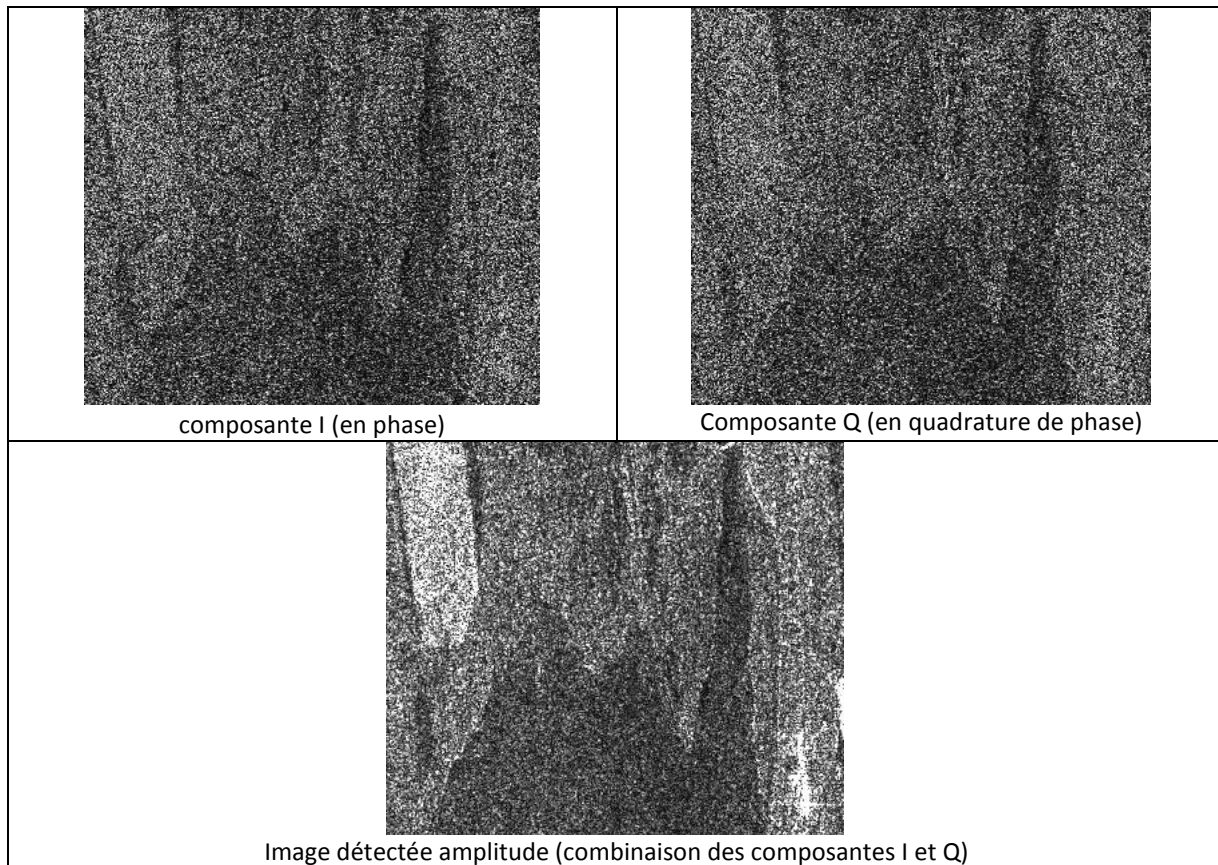 composante I (en phase)
Composante Q (en quadrature de phase)
Image détectée amplitude (combinaison des composantes I et Q)